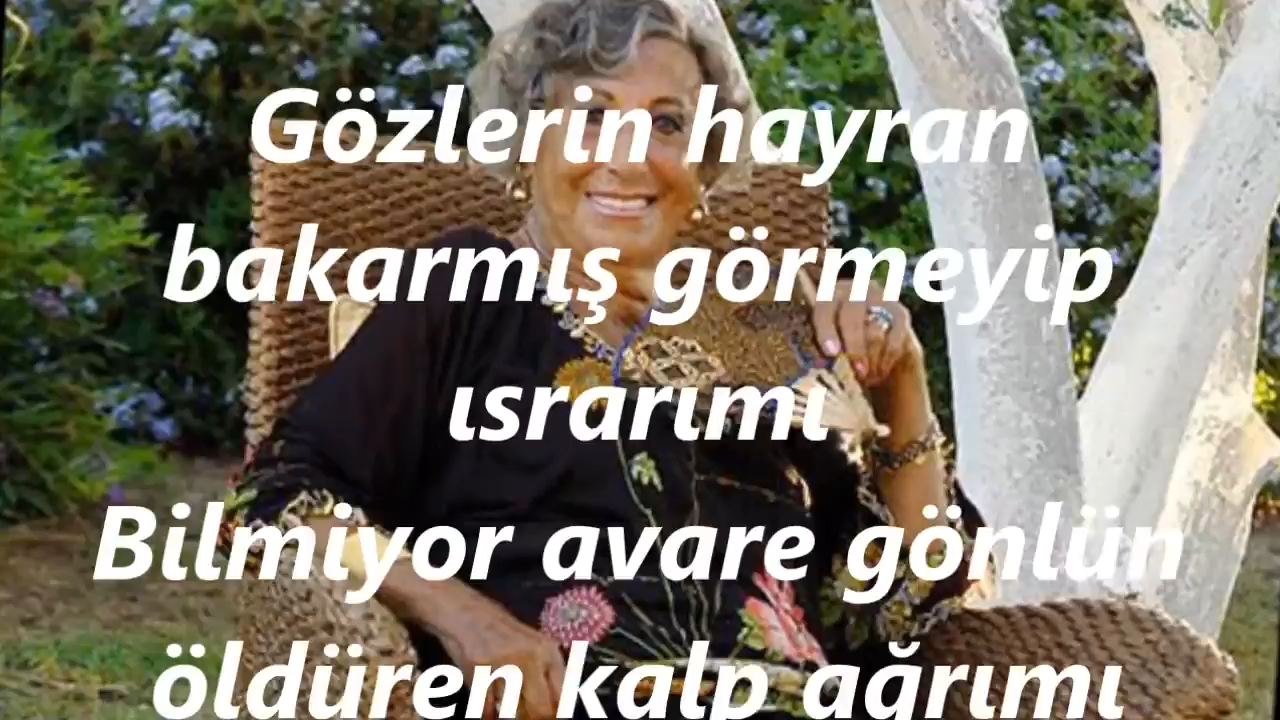 Gözlerin hayran
bakarmış görmeyip
ısrarımı
Bilmiyor avare gönlün
öldüren kalp ağrımı